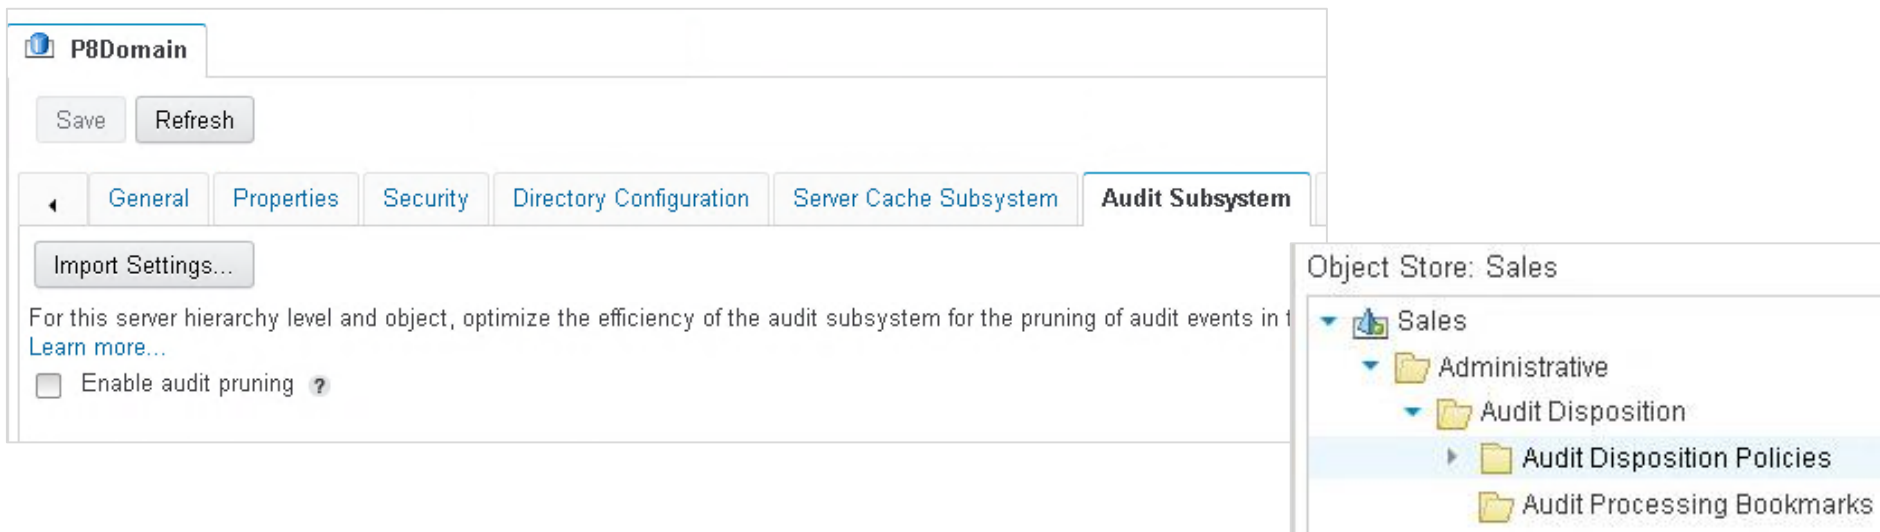 P8Domain
Save Refresh
General Properties Security Directory Configuration Server Cache Subsystem Audit Subsystem
Import Settings...
For this server hierarchy level and object, optimize the efficiency of the audit subsystem for the pruning of audit events in
Learn more...
Enable audit pruning ?
Object Store: Sales
Sales
Administrative
Audit Disposition
Audit Disposition Policies
Audit Processing Bookmarks